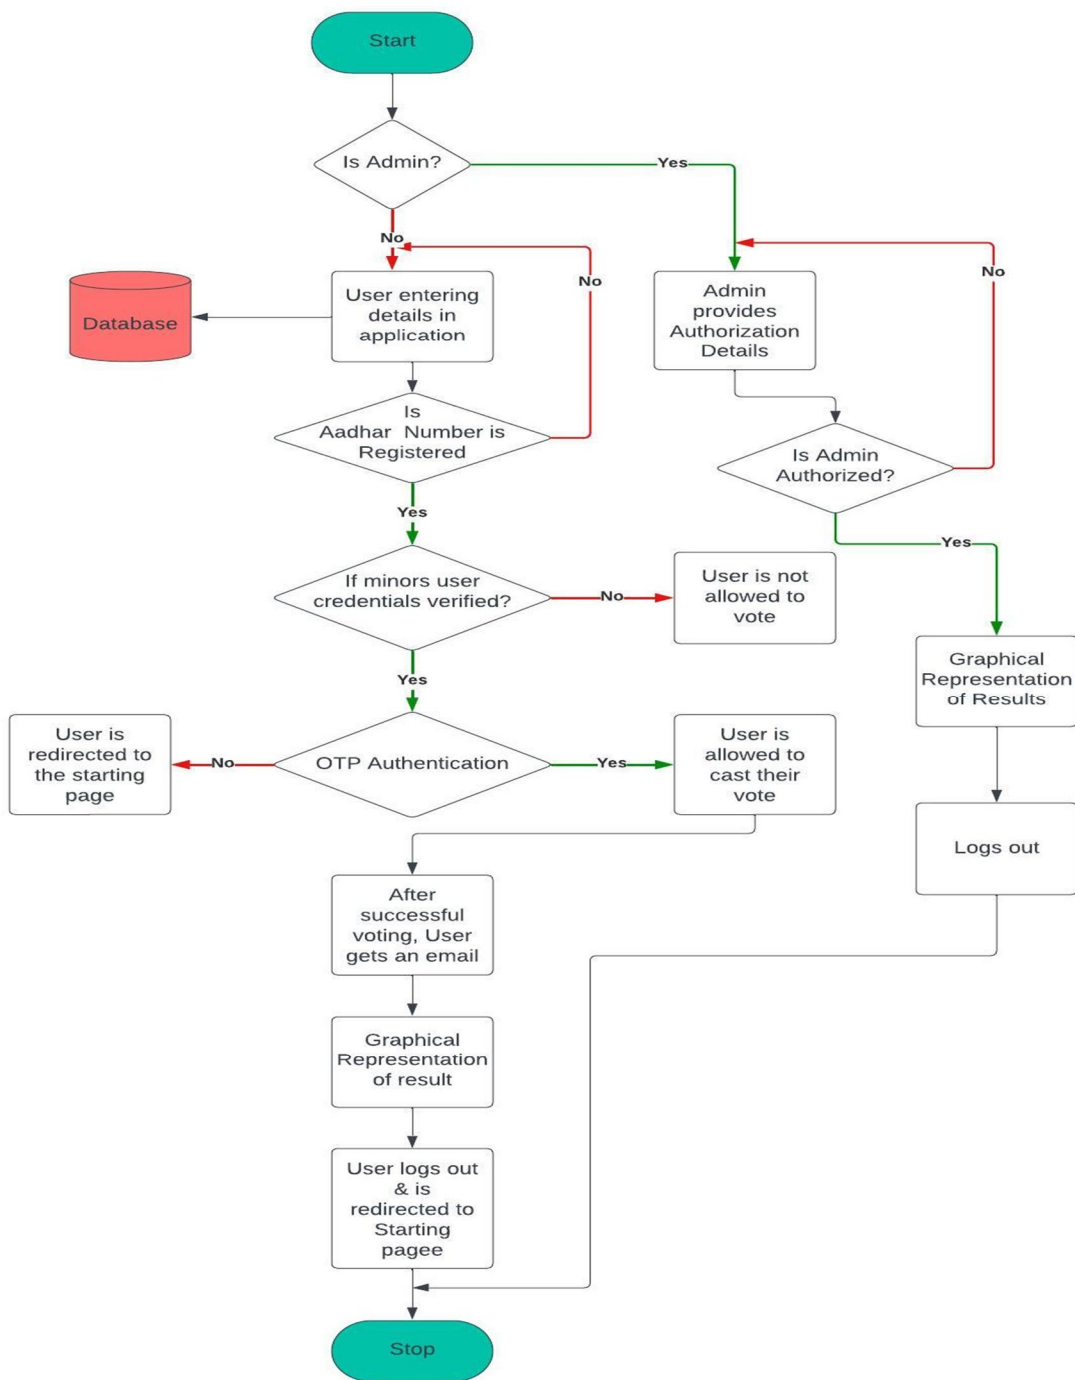 Start
Is Admin?
Yes
No
No
No
Database
User entering
details in
application
Admin
provides
Authorization
Details
Is
Aadhar  Number is
Registered
Is Admin
Authorized?
Yes
Yes
If minors user
credentials verified?
No
User is not
allowed to
vote
Yes
Graphical
Representation
of Results
User is
redirected to
the starting
page
No
OTP Authentication
Yes
User is
allowed to
cast their
vote
Logs out
After
successful
voting, User
gets an email
Graphical
Representation
of result
User logs out
& is
redirected to
Starting
pagee
Stop